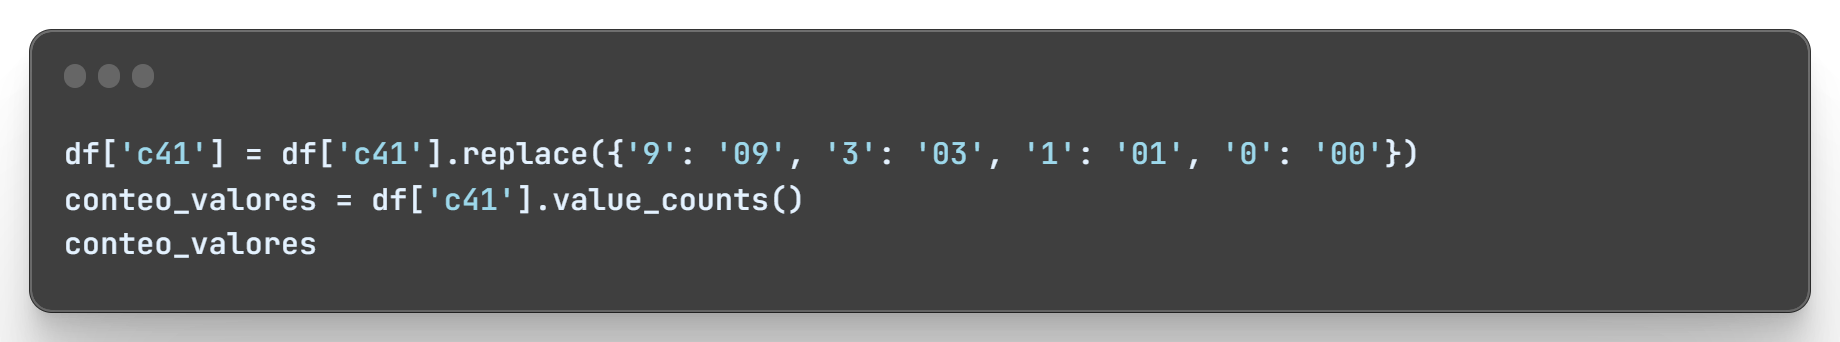 df['c41'] = df['c41'].replace({'9': '09', '3': '03', '1': '01', '0': '00'})
conteo_valores = df['c41'].value_counts()
conteo_valores